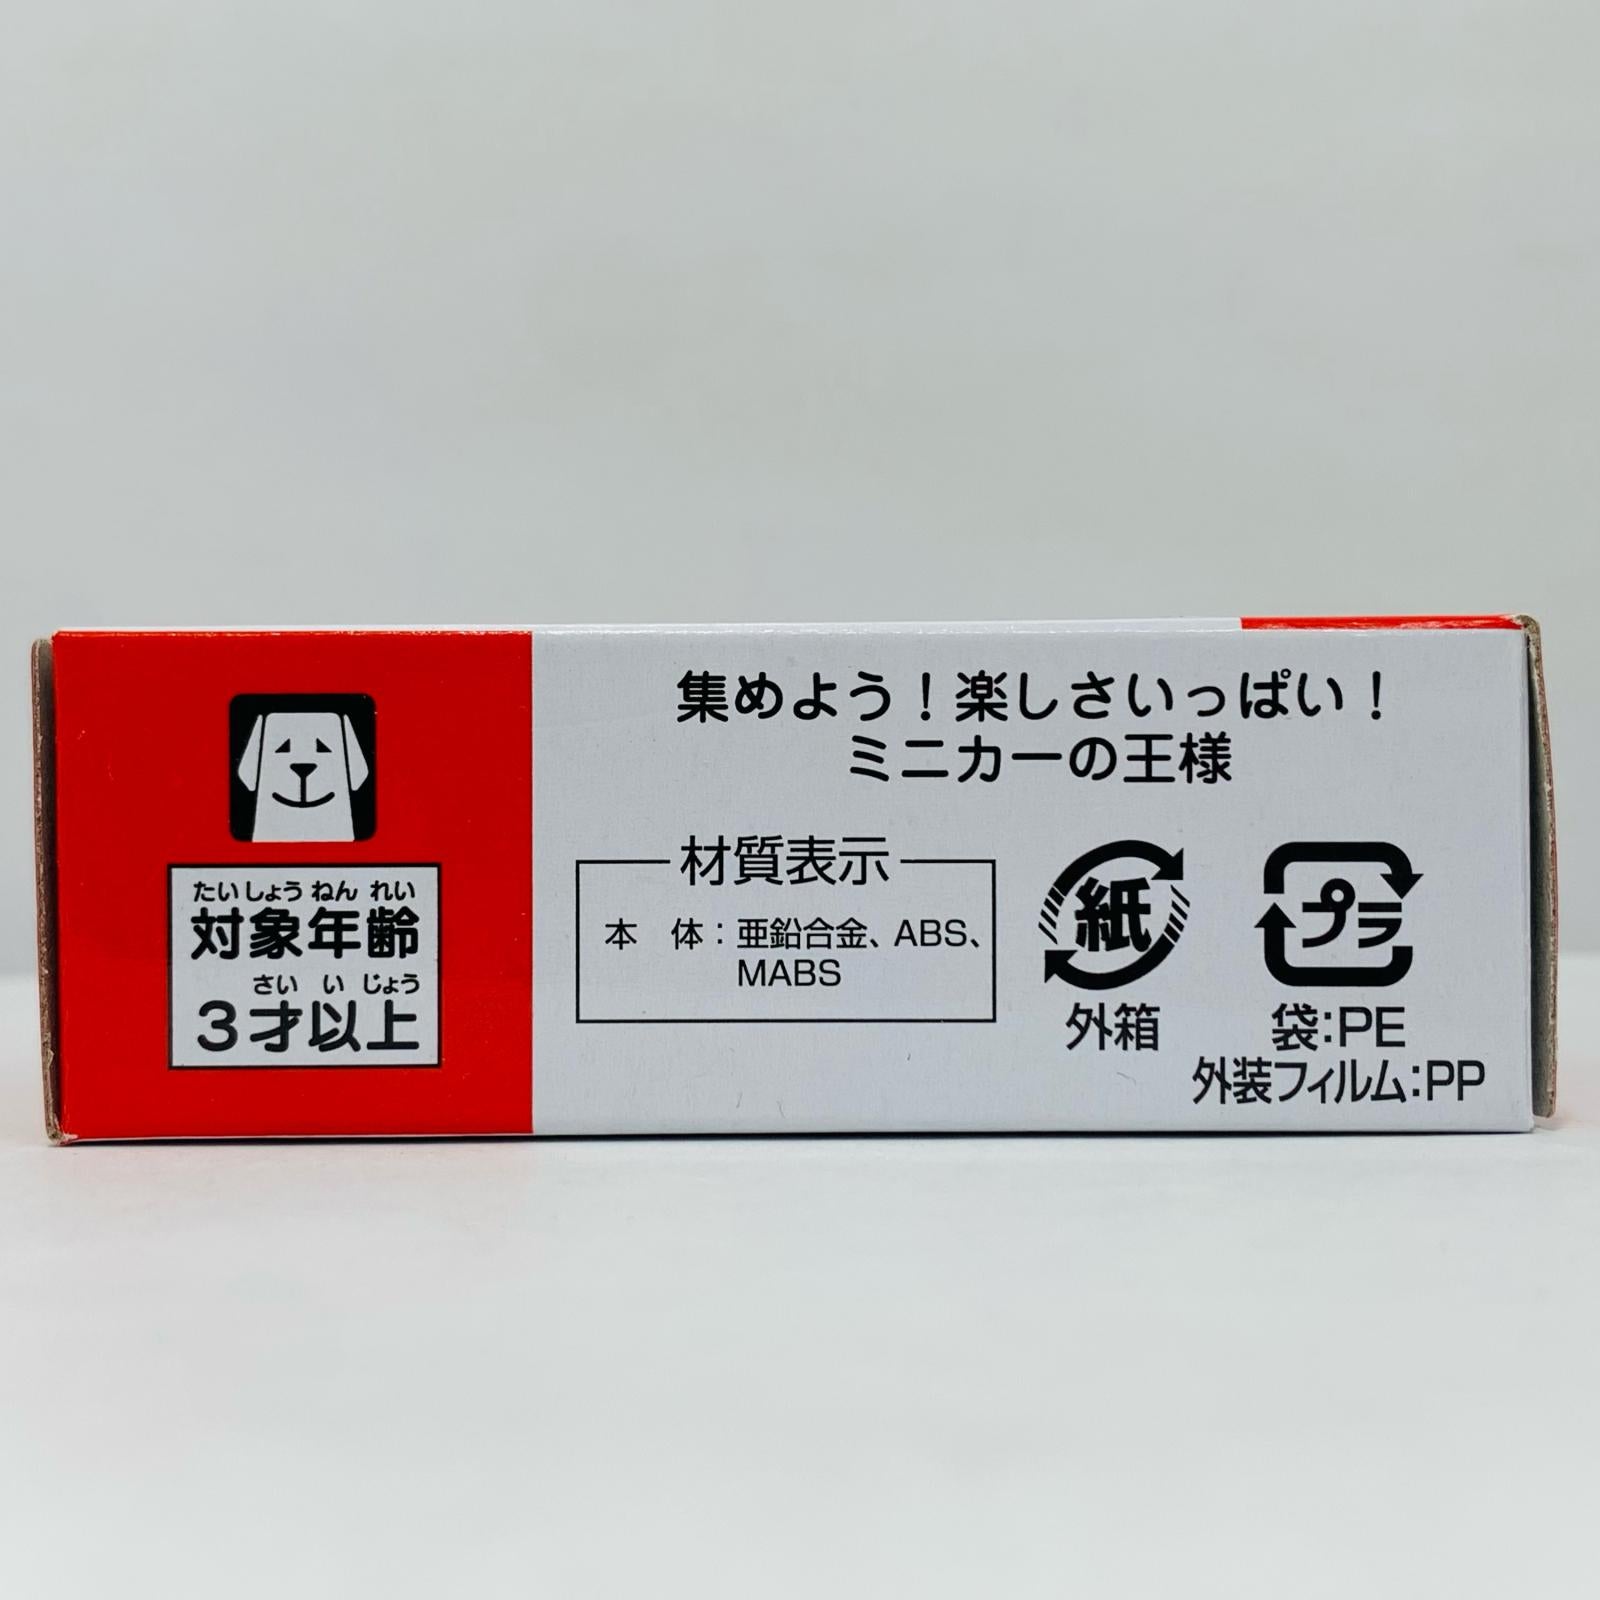 たいしょうねんれい
対象年齢
さいいじょう
3才以上
集めよう！楽しさいっぱい！
ミニカーの王様
材質表示
本 体：亜鉛合金、ABS、
MABS
紙
外箱
プラ
袋：PE
外装フィルム：PP